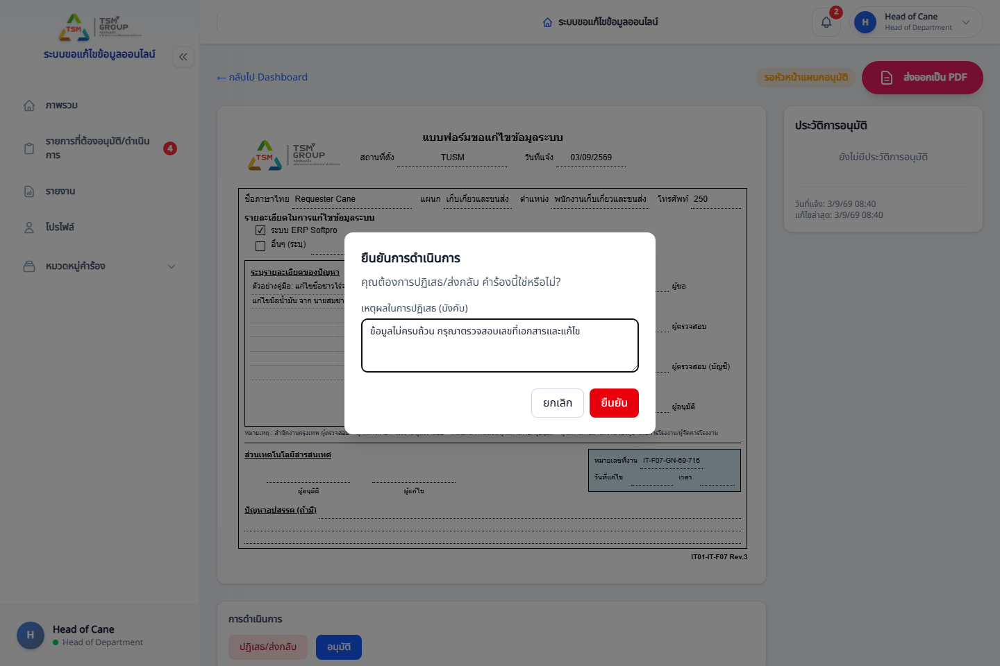 TSM
TSM
GROUP
ระบบขอแก้ไขข้อมูลออนไลน์
ภาพรวม
รายการที่ต้องอนุมัติ/ดำเนิน
การ
4
รายงาน
โปรไฟล์
หมวดหมู่คำร้อง
H
Head of Cane
Head of Department
ระบบขอแก้ไขข้อมูลออนไลน์
2
H
Head of Cane
Head of Department
← กลับไป Dashboard
รอหัวหน้าแผนกอนุมัติ
ส่งออกเป็น PDF
TSM
TSM
GROUP
แบบฟอร์มขอแก้ไขข้อมูลระบบ
สถานที่ตั้ง TUSM วันที่แจ้ง 03/09/2569
ชื่อภาษาไทย Requester Cane แผนก เก็บเกี่ยวและขนส่ง ตำแหน่ง พนักงานเก็บเกี่ยวและขนส่ง โทรศัพท์ 250
รายละเอียดในการแก้ไขข้อมูลระบบ
ระบบ ERP Softpro
อื่นๆ (ระบุ)
ระบุรายละเอียดของปัญหา
ตัวอย่างคู่มือ: แก้ไขชื่อชาวไร่
แก้ไขบิลน้ำมัน จาก นายสมชา
ผู้ขอ
ผู้ตรวจสอบ
ผู้ตรวจสอบ (บัญชี)
ผู้อนุมัติ
ยืนยันการดำเนินการ
คุณต้องการปฏิเสธ/ส่งกลับ คำร้องนี้ใช่หรือไม่?
เหตุผลในการปฏิเสธ (บังคับ)
ข้อมูลไม่ครบถ้วน กรุณาตรวจสอบเลขที่เอกสารและแก้ไข
ยกเลิก
ยืนยัน
หมายเหตุ : สำนักงานกรุงเทพ ผู้ตรวจสอบ
การโรงงาน/ผู้จัดการโรงงาน
ส่วนเทคโนโลยีสารสนเทศ
ผู้อนุมัติ
ผู้แก้ไข
หมายเลขที่งาน IT-F07-GN-69-716
วันที่แก้ไข เวลา
ปัญหาอุปสรรค (ถ้ามี)
IT01-IT-F07 Rev.3
การดำเนินการ
ปฏิเสธ/ส่งกลับ
อนุมัติ
ประวัติการอนุมัติ
ยังไม่มีประวัติการอนุมัติ
วันที่แจ้ง: 3/9/69 08:40
แก้ไขล่าสุด: 3/9/69 08:40